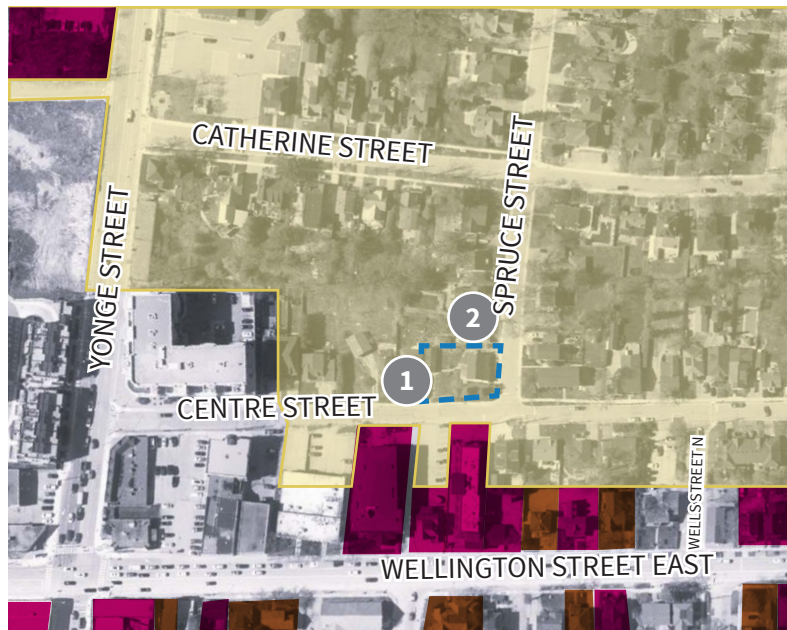 CATHERINE STREET
SPRUCE STREET
YONGE STREET
2
1
CENTRE STREET
WELLS STREET N
WELLINGTON STREET EAST